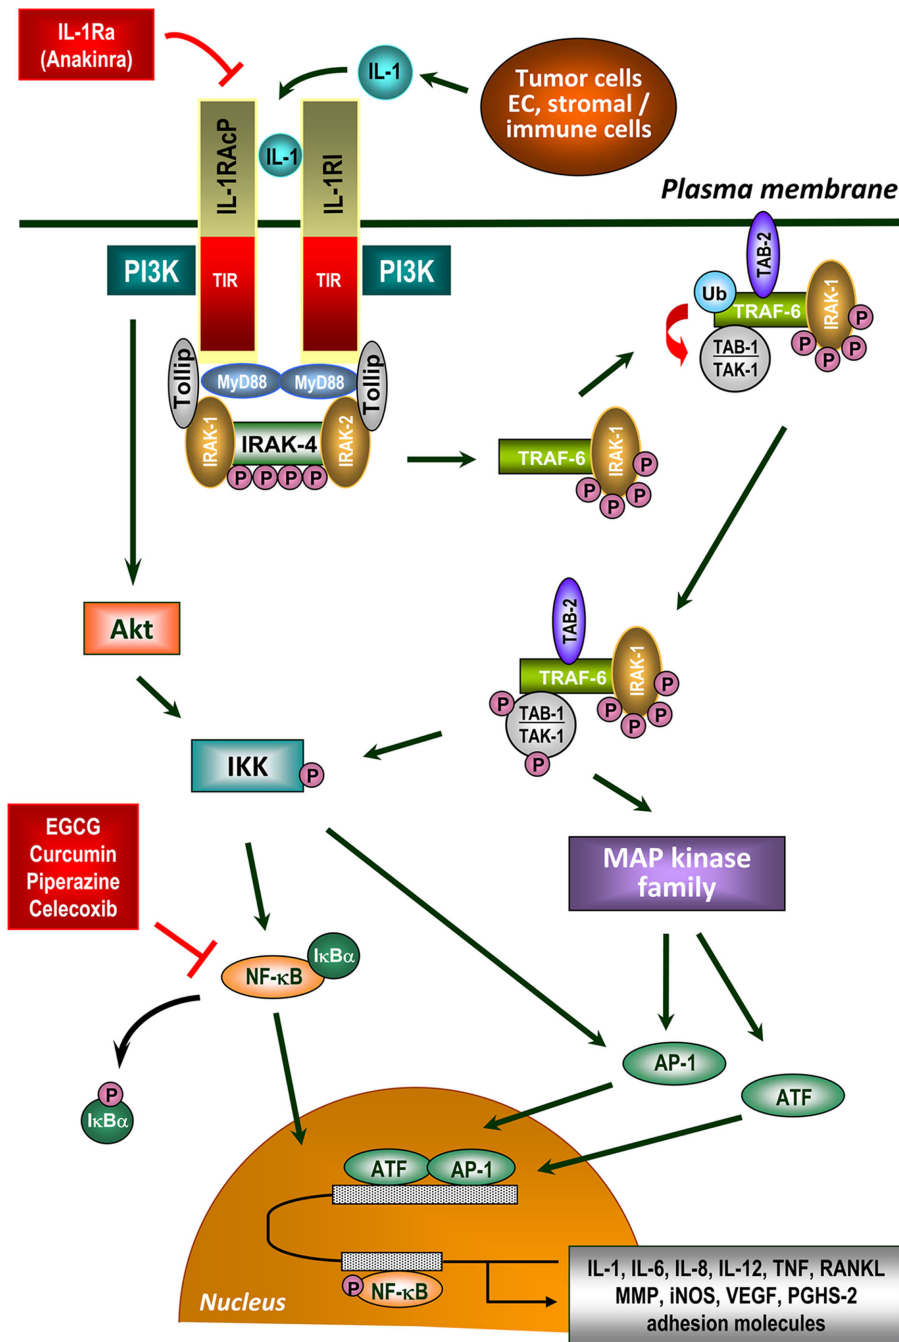 IL-1Ra
(Anakinra)
IL-1
Tumor cells
EC, stromal /
immune cells
IL-1RAcP
IL-1
IL-1RI
Plasma membrane
PI3K
TIR
TIR
PI3K
TAB-2
Ub
TRAF-6
IRAK-1
P
P
P
P
TAB-1
TAK-1
Tollip
MyD88
MyD88
Tollip
IRAK-1
IRAK-4
IRAK-2
P
P
P
P
TRAF-6
IRAK-1
P
P
P
P
Akt
TAB-2
TRAF-6
IRAK-1
P
P
P
P
P
TAB-1
TAK-1
P
IKK
P
EGCG
Curcumin
Piperazine
Celecoxib
MAP kinase
family
NF-κB
IκBα
P
IκBα
AP-1
ATF
ATF
AP-1
P
NF-κB
Nucleus
IL-1, IL-6, IL-8, IL-12, TNF, RANKL
MMP, iNOS, VEGF, PGHS-2
adhesion molecules